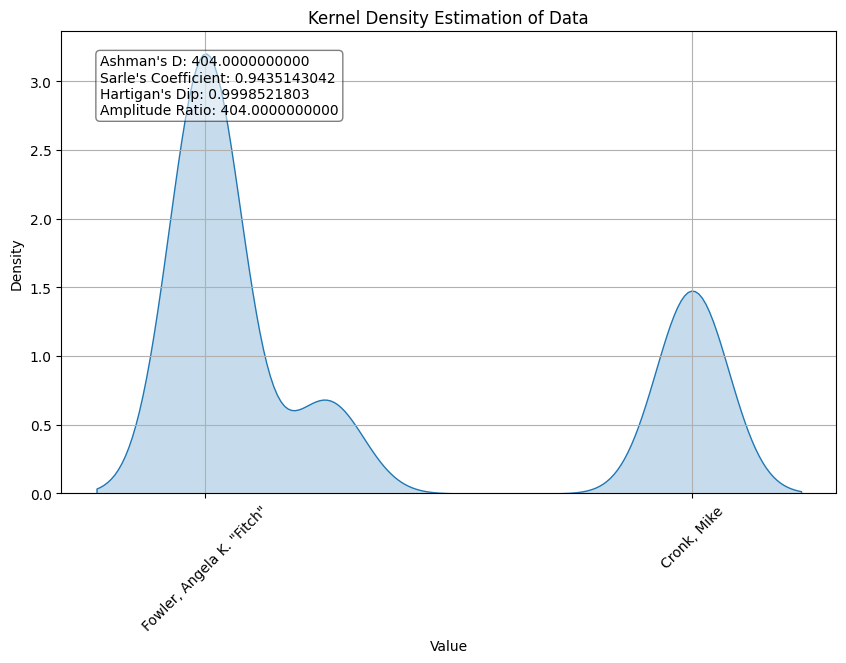 Kernel Density Estimation of Data
Ashman's D: 404.0000000000
Sarle's Coefficient: 0.9435143042
Hartigan's Dip: 0.9998521803
Amplitude Ratio: 404.0000000000
3.0
2.5
2.0
1.5
1.0
0.5
0.0
Density
Fowler, Angela K. "Fitch"
Cronk, Mike
Value